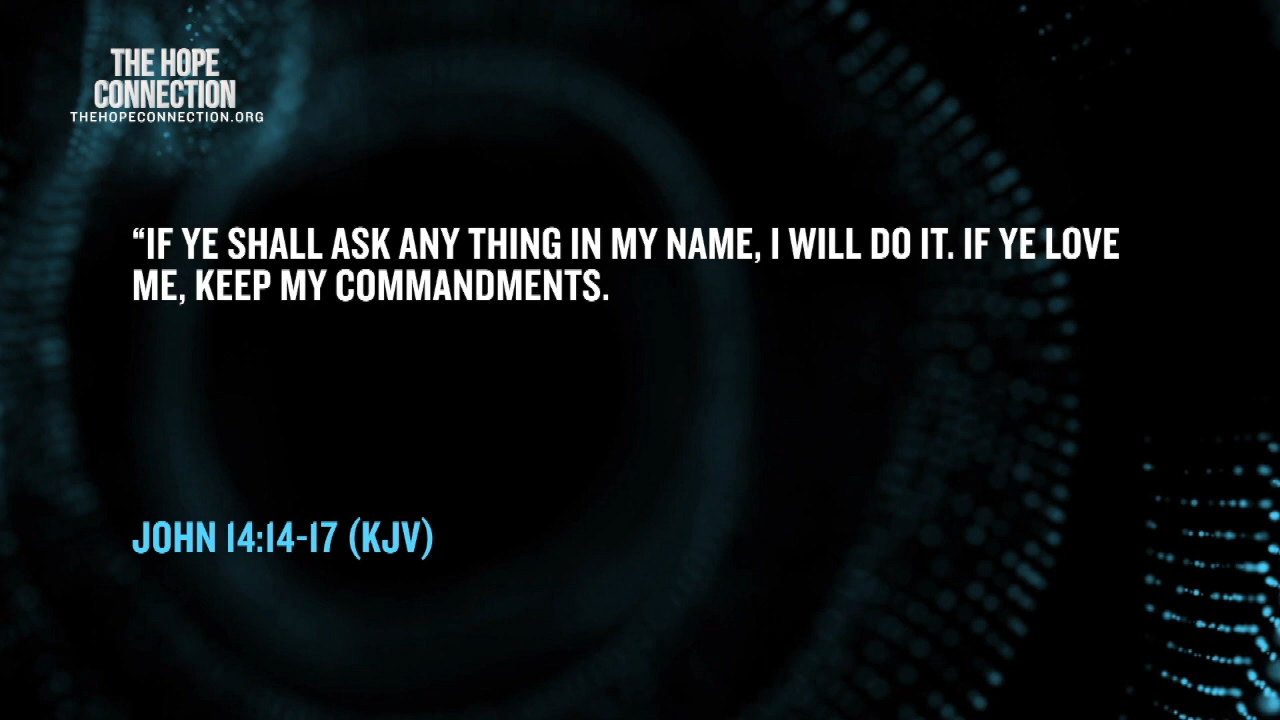 THE HOPE
CONNECTION
THEHOPECONNECTION.ORG
“IF YE SHALL ASK ANY THING IN MY NAME, I WILL DO IT. IF YE LOVE
ME, KEEP MY COMMANDMENTS.
JOHN 14:14-17 (KJV)